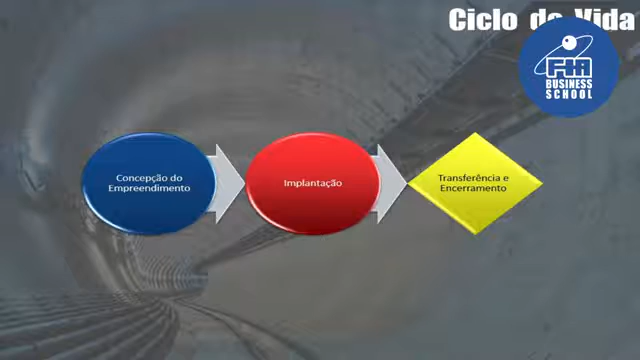 Ciclo de Vida
FIA
BUSINESS
SCHOOL
Concepção do
Empreendimento
Implantação
Transferência e
Encerramento